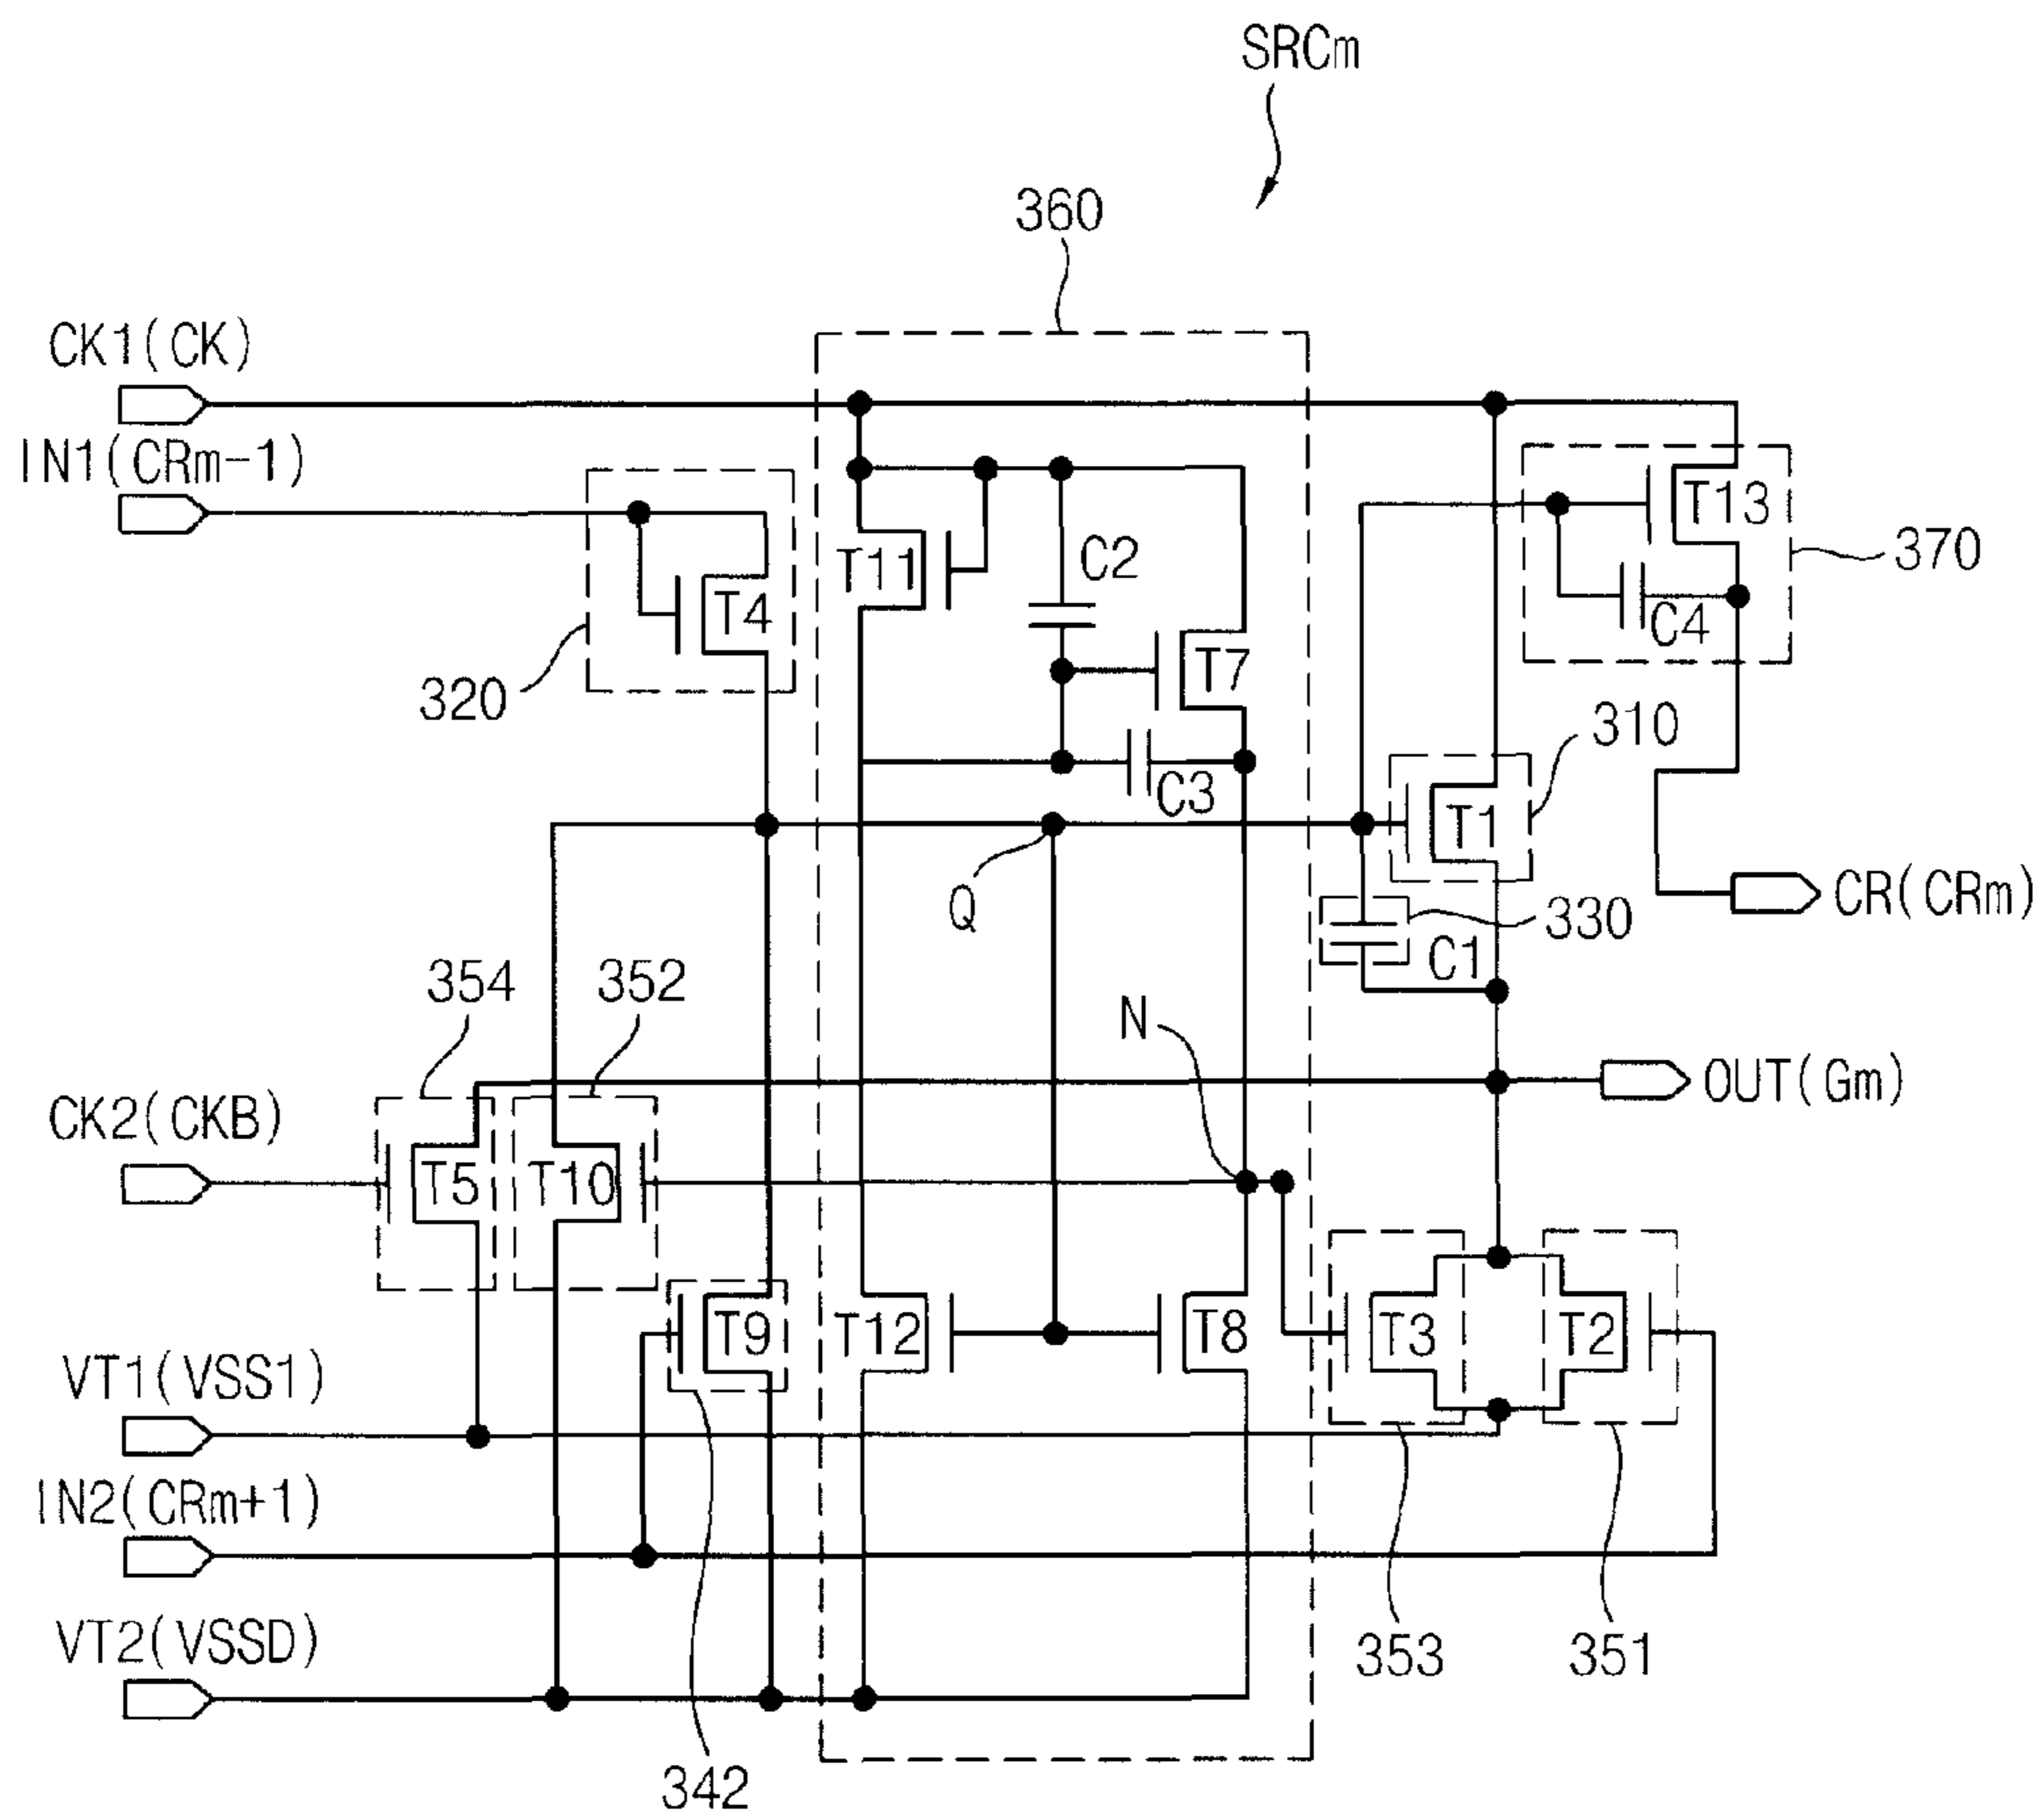 SRCm
360
CK1(CK)
IN1(CRm-1)
T13
T11
C2
370
T4
C4
T7
320
310
C3
T1
Q
CR(CRm)
330
C1
354
352
N
OUT(Gm)
CK2(CKB)
T5
T10
T9
T12
T8
T3
T2
VT1(VSS1)
IN2(CRm+1)
VT2(VSSD)
353
351
342